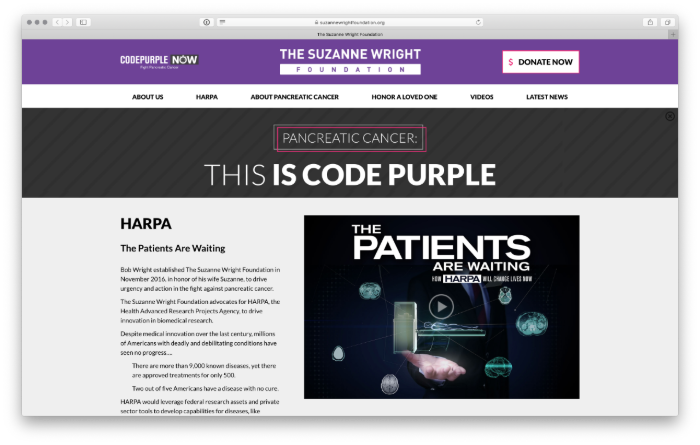 suzannewrightfoundation.org
The Suzanne Wright Foundation
CODEPURPLE NOW
Fight Pancreatic Cancer
THE SUZANNE WRIGHT
FOUNDATION
$ DONATE NOW
ABOUT US
HARPA
ABOUT PANCREATIC CANCER
HONOR A LOVED ONE
VIDEOS
LATEST NEWS
PANCREATIC CANCER:
THIS IS CODE PURPLE
HARPA
The Patients Are Waiting
Bob Wright established The Suzanne Wright Foundation in
November 2016, in honor of his wife Suzanne, to drive
urgency and action in the fight against pancreatic cancer.
The Suzanne Wright Foundation advocates for HARPA, the
Health Advanced Research Projects Agency, to drive
innovation in biomedical research.
Despite medical innovation over the last century, millions
of Americans with deadly and debilitating conditions have
seen no progress....
There are more than 9,000 known diseases, yet there
are approved treatments for only 500.
Two out of five Americans have a disease with no cure.
HARPA would leverage federal research assets and private
sector tools to develop capabilities for diseases, like
THE
PATIENTS
ARE WAITING
HOW HARPA WILL CHANGE LIVES NOW